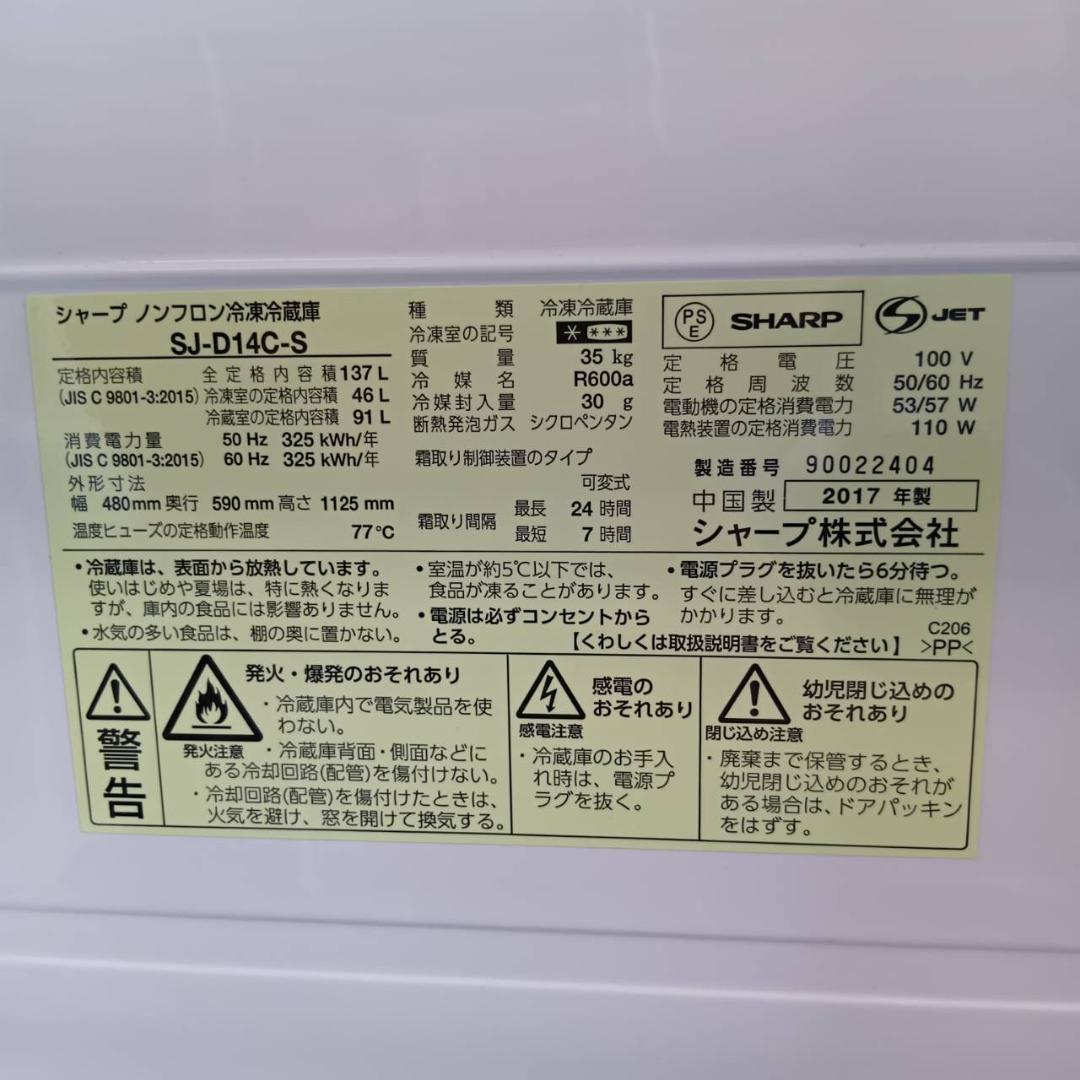 シャープ ノンフロン冷凍冷蔵庫
SJ-D14C-S
定格内容積 全定格内容積 137 L
(JIS C 9801-3:2015) 冷凍室の定格内容積 46 L
冷蔵室の定格内容積 91 L
消費電力量 50 Hz 325 kWh/年
(JIS C 9801-3:2015) 60 Hz 325 kWh/年
外形寸法
幅 480mm 奥行 590mm 高さ 1125mm
温度ヒューズの定格動作温度 77℃
種類 冷凍冷蔵庫
冷凍室の記号 * ***
質量 35 kg
冷媒名 R600a
冷媒封入量 30 g
断熱発泡ガス シクロペンタン
霜取り制御装置のタイプ
可変式
霜取り間隔 最長 24 時間
最短 7 時間
PSE SHARP
JET
定格電圧 100 V
定格周波数 50/60 Hz
電動機の定格消費電力 53/57 W
電熱装置の定格消費電力 110 W
製造番号 90022404
中国製 2017 年製
シャープ株式会社
・冷蔵庫は、表面から放熱しています。
使いはじめや夏場は、特に熱くなりま
すが、庫内の食品には影響ありません。
・水気の多い食品は、棚の奥に置かない。
・室温が約5℃以下では、
食品が凍ることがあります。
・電源は必ずコンセントから
とる。
・電源プラグを抜いたら6分待つ。
すぐに差し込むと冷蔵庫に無理が
かかります。
【くわしくは取扱説明書をご覧ください】
C206
>PP<
警告
発火注意
発火・爆発のおそれあり
・冷蔵庫内で電気製品を使
わない。
・冷蔵庫背面・側面などに
ある冷却回路(配管)を傷付けない。
・冷却回路(配管)を傷付けたときは、
火気を避け、窓を開けて換気する。
感電注意
感電の
おそれあり
・冷蔵庫のお手入
れ時は、電源プ
ラグを抜く。
閉じ込め注意
幼児閉じ込めの
おそれあり
・廃棄まで保管するとき、
幼児閉じ込めのおそれが
ある場合は、ドアパッキン
をはずす。